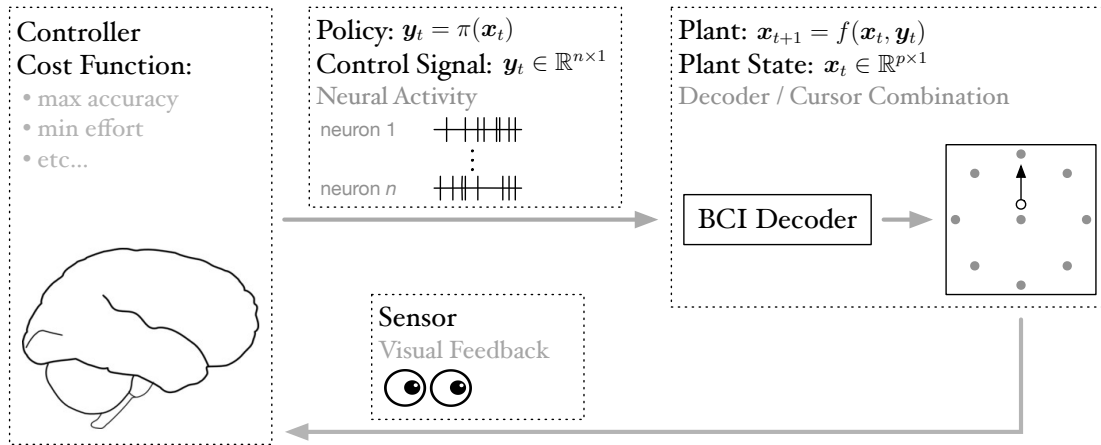 Controller
Cost Function:
• max accuracy
• min effort
• etc...
Policy: 𝒚ₜ = π(𝒙ₜ)
Control Signal: 𝒚ₜ ∈ ℝⁿˣ¹
Neural Activity
neuron 1
⋮
neuron n
Plant: 𝒙ₜ₊₁ = f(𝒙ₜ, 𝒚ₜ)
Plant State: 𝒙ₜ ∈ ℝᵖˣ¹
Decoder / Cursor Combination
BCI Decoder
Sensor
Visual Feedback